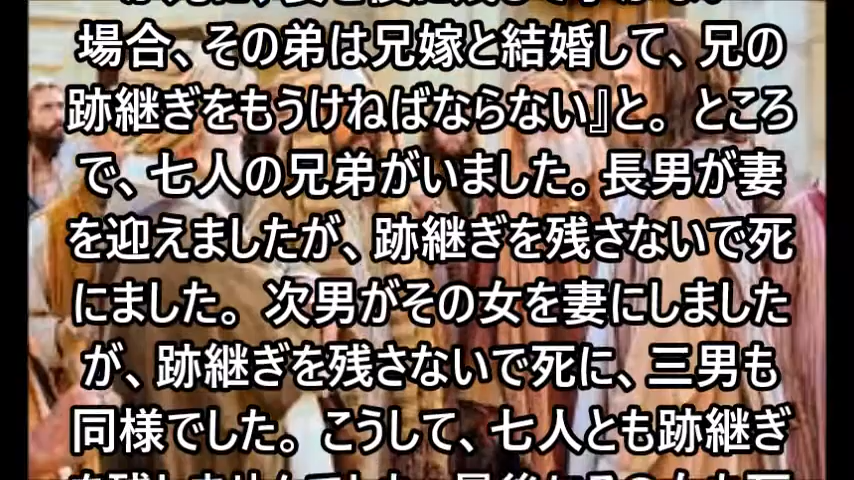 場合、その弟は兄嫁と結婚して、兄の
跡継ぎをもうけねばならない』と。ところ
で、七人の兄弟がいました。長男が妻
を迎えましたが、跡継ぎを残さないで死
にました。次男がその女を妻にしました
が、跡継ぎを残さないで死に、三男も
同様でした。こうして、七人とも跡継ぎ